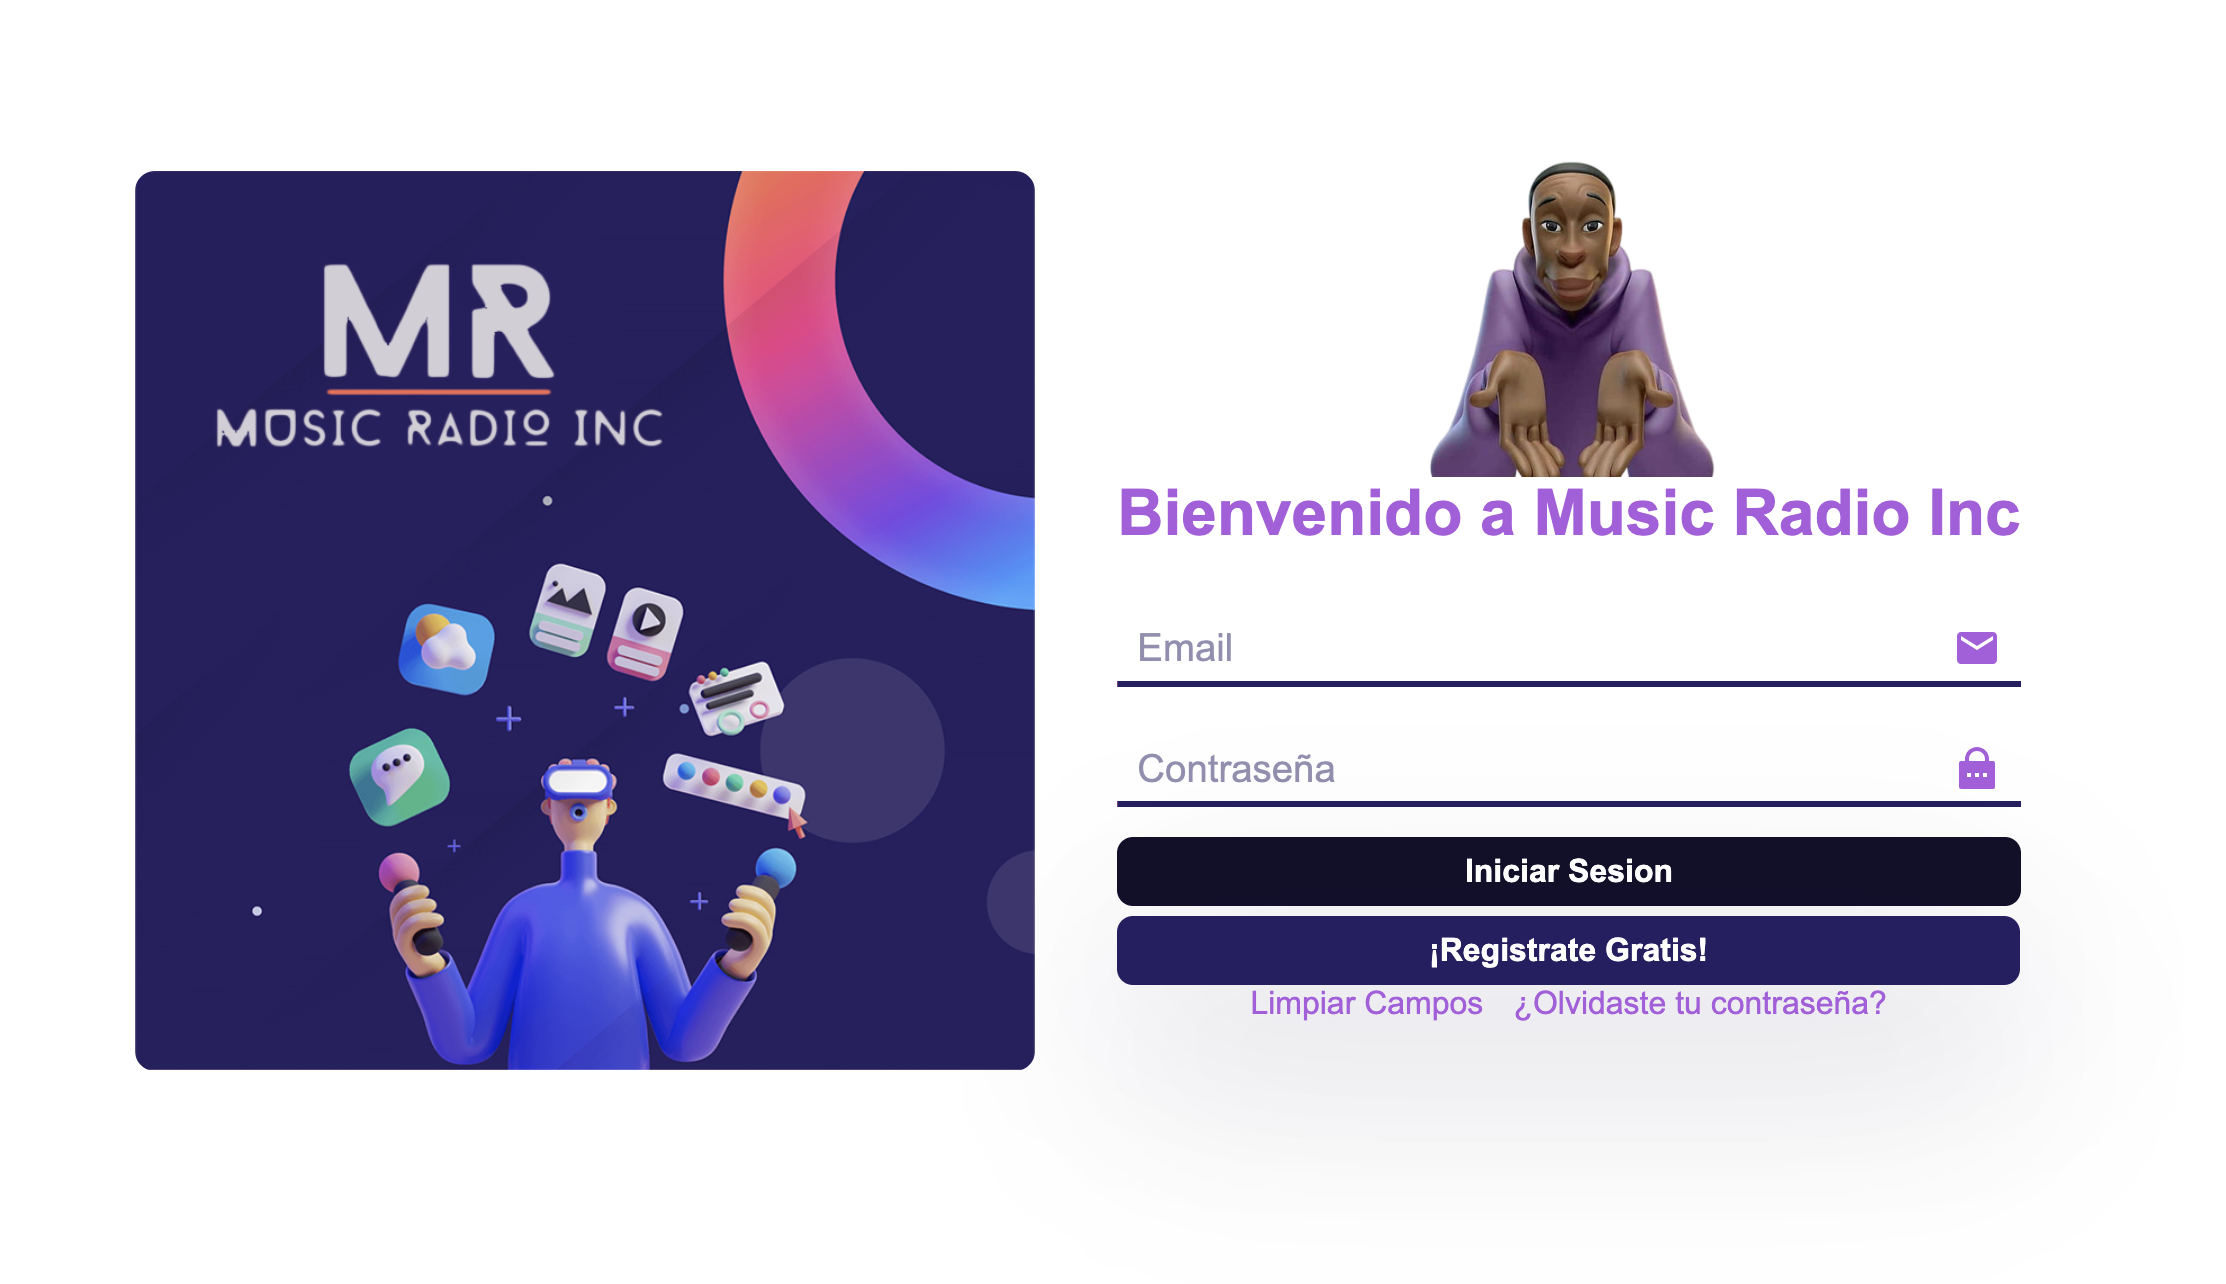 MR
MUSIC RADIO INC
Bienvenido a Music Radio Inc
Email
Contraseña
Iniciar Sesion
¡Registrate Gratis!
Limpiar Campos ¿Olvidaste tu contraseña?